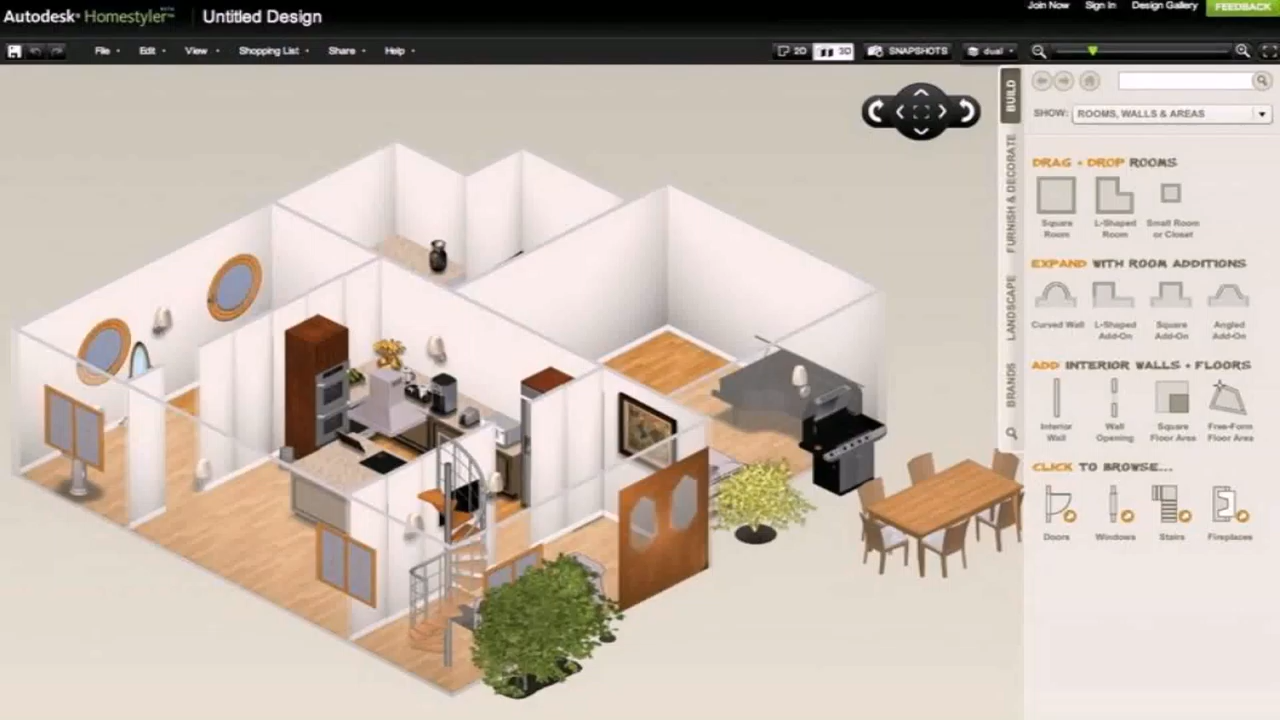 Autodesk® Homestyler™ BETA
Untitled Design
Join Now Sign In Design Gallery FEEDBACK
File Edit View Shopping List Share Help
2D 3D SNAPSHOTS dual
BUILD
FURNISH & DECORATE
LANDSCAPE
BRANDS
SHOW: ROOMS, WALLS & AREAS
DRAG + DROP ROOMS
Square Room
L-Shaped Room
Small Room or Closet
EXPAND WITH ROOM ADDITIONS
Curved Wall
L-Shaped Add-On
Square Add-On
Angled Add-On
ADD INTERIOR WALLS + FLOORS
Interior Wall
Wall Opening
Square Floor Area
Free-Form Floor Area
CLICK TO BROWSE...
Doors Windows Stairs Fireplaces